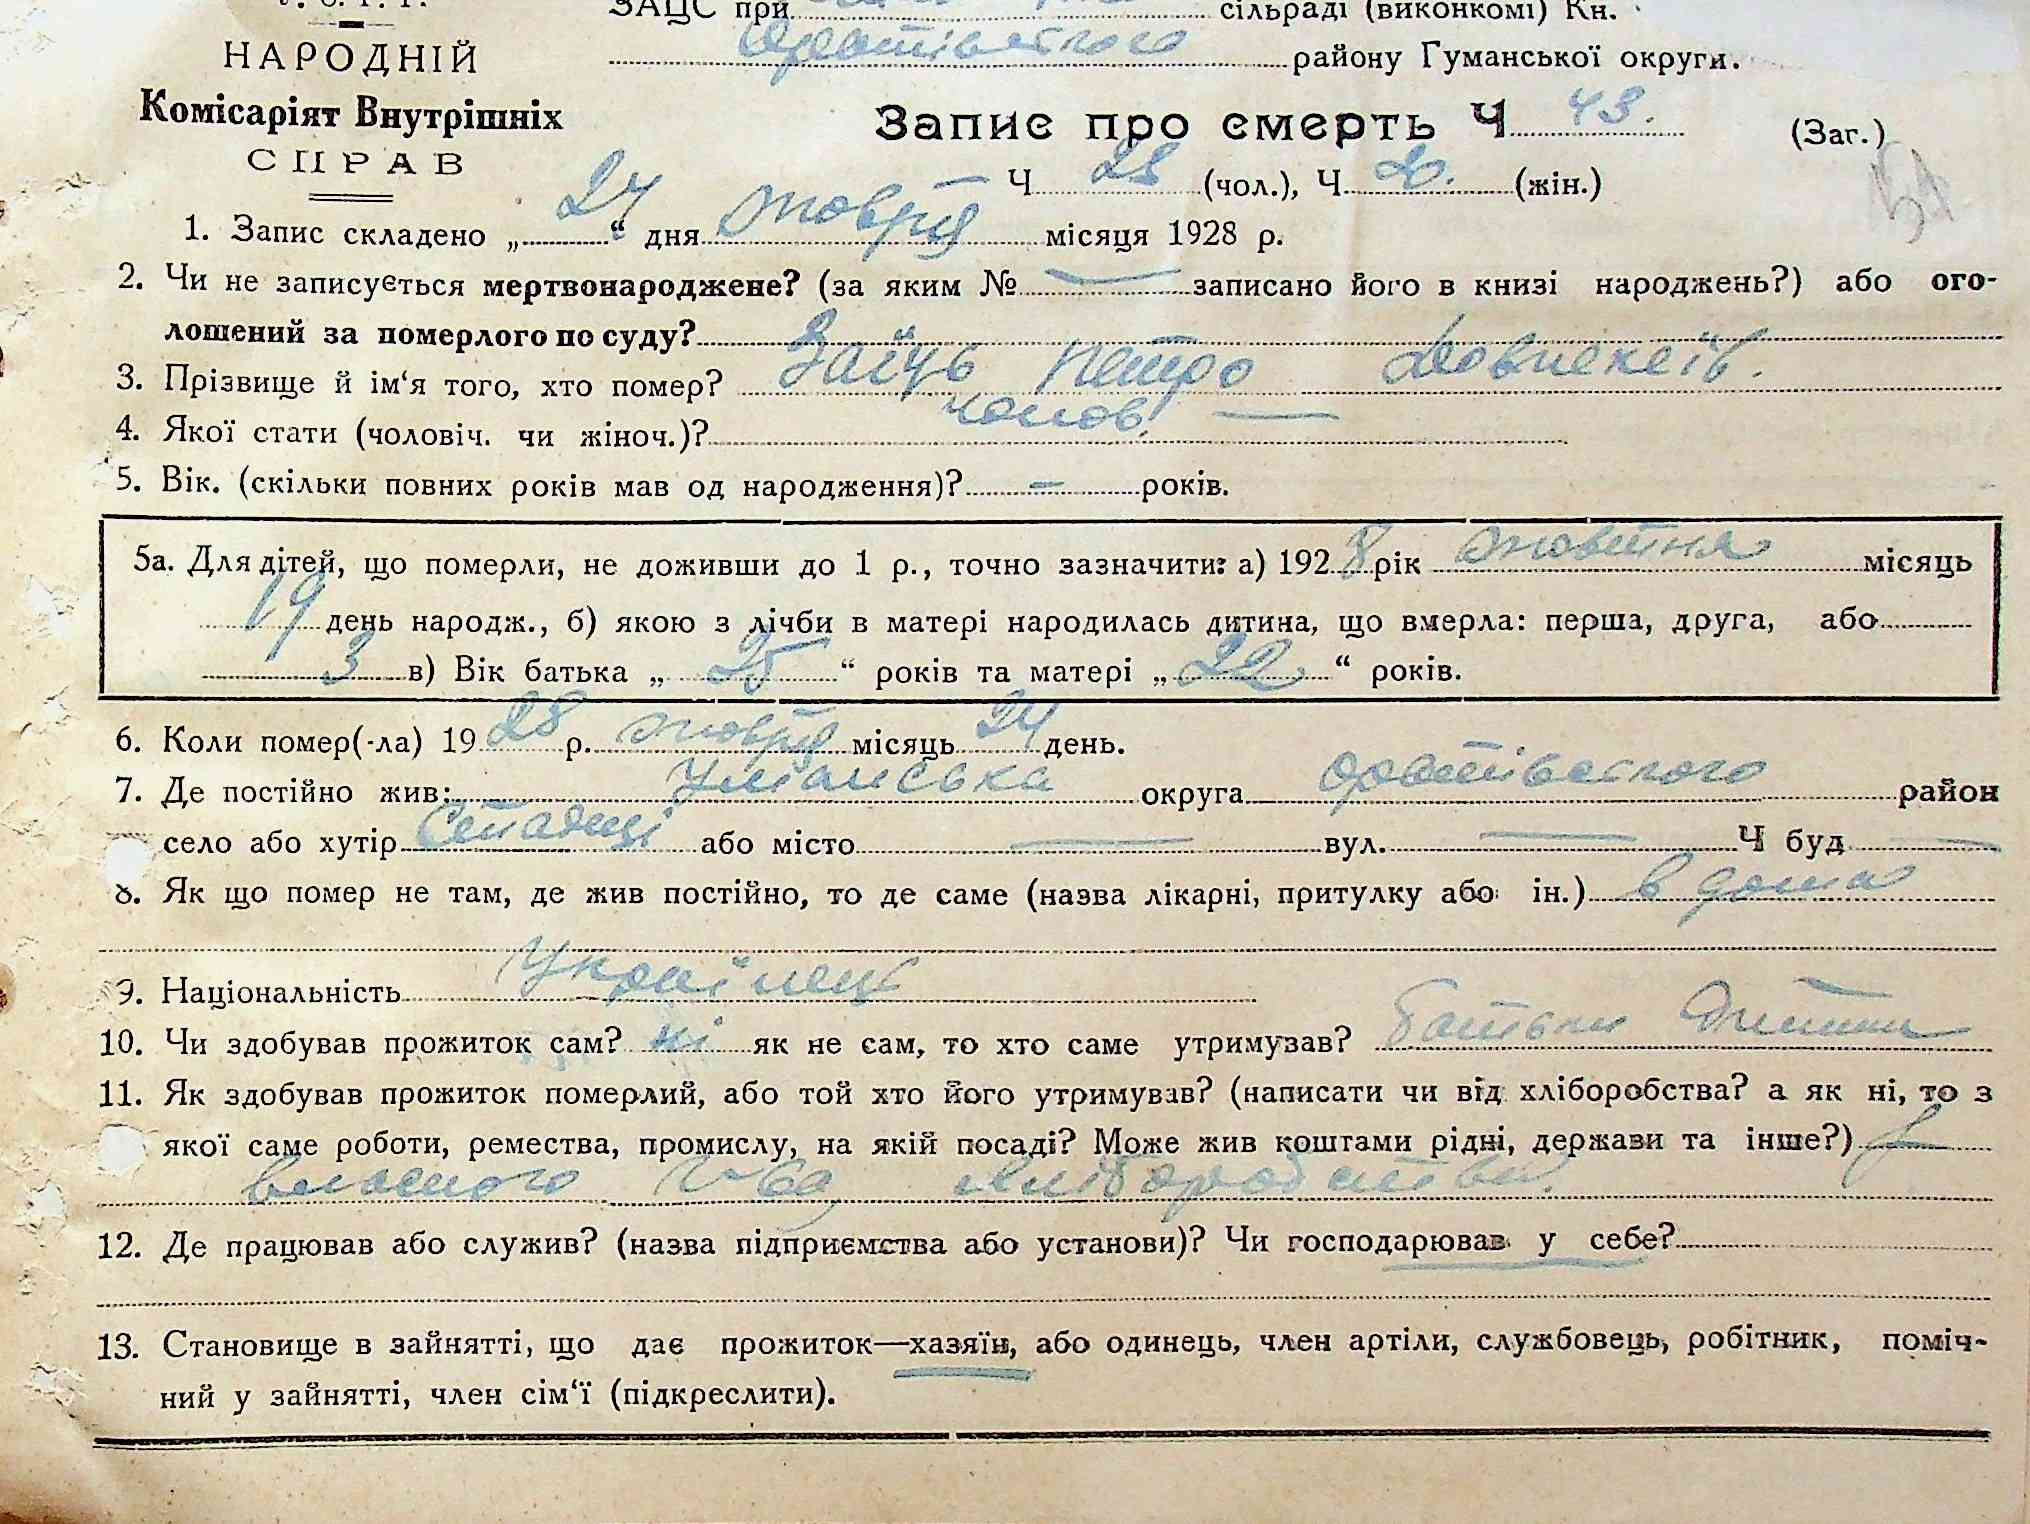 ЗАЦС при сільраді (виконкомі) Кн.
НАРОДНІЙ
Оратівського району Гуманської округи.
Комісаріят Внутрішніх
СПРАВ
Запис про смерть Ч 43. (Заг.)
Ч 23 (чол.), Ч 20. (жін.)
1. Запис складено „ 24 “ дня жовтня місяця 1928 р.
2. Чи не записується мертвонароджене? (за яким № — записано його в книзі народжень?) або ого-
лошений за померлого по суду?
3. Прізвище й ім‘я того, хто помер? Заїць Петро
4. Якої стати (чоловіч. чи жіноч.)? чолов. —
5. Вік. (скільки повних років мав од народження)? — років.
5а. Для дітей, що померли, не доживши до 1 р., точно зазначити: а) 1928 рік жовтня місяць
19 день народж., б) якою з лічби в матері народилась дитина, що вмерла: перша, друга, або
3 в) Вік батька „ 25 “ років та матері „ 22 “ років.
6. Коли помер(-ла) 1928 р. жовтня місяць 24 день.
7. Де постійно жив: Уманська округа Оратівського район
село або хутір або місто — вул. — Ч буд —
8. Як що помер не там, де жив постійно, то де саме (назва лікарні, притулку або ін.) в дома
9. Національність Українець
10. Чи здобував прожиток сам? ні як не сам, то хто саме утримував? батьки дитини
11. Як здобував прожиток померлий, або той хто його утримував? (написати чи від хліборобства? а як ні, то з
якої саме роботи, ремества, промислу, на якій посаді? Може жив коштами рідні, держави та інше?) з
власного г-ва хліборобства.
12. Де працював або служив? (назва підприємства або установи)? Чи господарював у себе?
13. Становище в зайнятті, що дає прожиток—хазяїн, або одинець, член артіли, службовець, робітник, поміч-
ний у зайнятті, член сім‘ї (підкреслити).